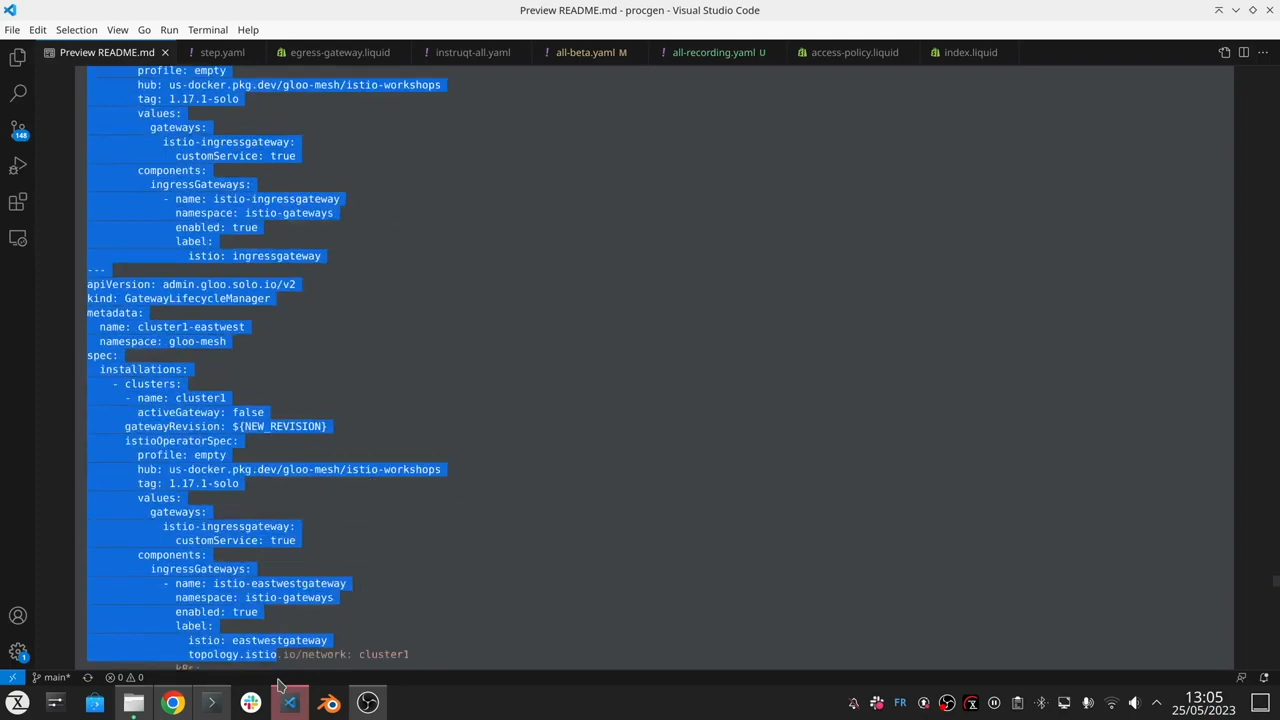 Preview README.md - procgen - Visual Studio Code
File Edit Selection View Go Run Terminal Help
Preview README.md step.yaml egress-gateway.liquid instruqt-all.yaml all-beta.yaml M all-recording.yaml U access-policy.liquid index.liquid
profile: empty
hub: us-docker.pkg.dev/gloo-mesh/istio-workshops
tag: 1.17.1-solo
values:
gateways:
istio-ingressgateway:
customService: true
components:
ingressGateways:
- name: istio-ingressgateway
namespace: istio-gateways
enabled: true
label:
istio: ingressgateway
---
apiVersion: admin.gloo.solo.io/v2
kind: GatewayLifecycleManager
metadata:
name: cluster1-eastwest
namespace: gloo-mesh
spec:
installations:
- clusters:
- name: cluster1
activeGateway: false
gatewayRevision: ${NEW_REVISION}
istioOperatorSpec:
profile: empty
hub: us-docker.pkg.dev/gloo-mesh/istio-workshops
tag: 1.17.1-solo
values:
gateways:
istio-ingressgateway:
customService: true
components:
ingressGateways:
- name: istio-eastwestgateway
namespace: istio-gateways
enabled: true
label:
istio: eastwestgateway
topology.istio.io/network: cluster1
k8s:
148
1
main* 0 0
FR
13:05
25/05/2023